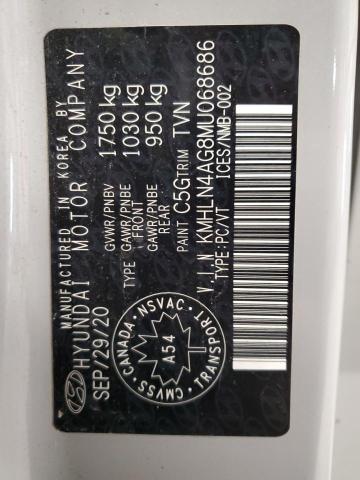 MANUFACTURED IN KOREA BY
HYUNDAI MOTOR COMPANY
SEP/29/20
GVWR/PNBV 1750 kg
TYPE GAWR/PNBE FRONT 1030 kg
GAWR/PNBE REAR 950 kg
PAINT C5G TRIM TVN
V I N KMHLN4AG8MU068686
TYPE:PC/VT 1CES/NMB-002
CANADA · NSVAC · TRANSPORT · CMVSS ·
A54